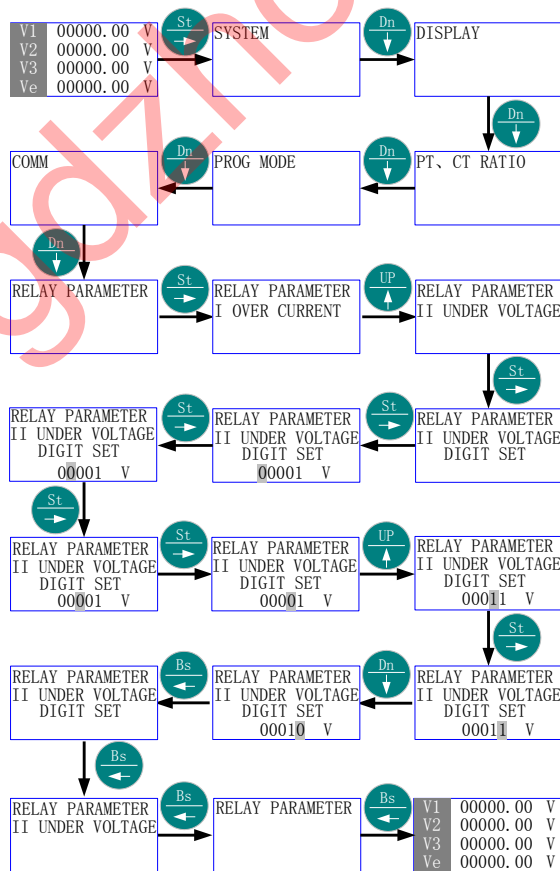 V1 00000.00 V
V2 00000.00 V
V3 00000.00 V
Ve 00000.00 V
St
SYSTEM
Dn
DISPLAY
Dn
PT、CT RATIO
Dn
PROG MODE
Dn
COMM
Dn
RELAY PARAMETER
St
RELAY PARAMETER
I OVER CURRENT
UP
RELAY PARAMETER
II UNDER VOLTAGE
St
RELAY PARAMETER
II UNDER VOLTAGE
DIGIT SET
St
RELAY PARAMETER
II UNDER VOLTAGE
DIGIT SET
00001 V
St
RELAY PARAMETER
II UNDER VOLTAGE
DIGIT SET
00001 V
St
RELAY PARAMETER
II UNDER VOLTAGE
DIGIT SET
00001 V
St
RELAY PARAMETER
II UNDER VOLTAGE
DIGIT SET
00001 V
UP
RELAY PARAMETER
II UNDER VOLTAGE
DIGIT SET
00011 V
St
RELAY PARAMETER
II UNDER VOLTAGE
DIGIT SET
00011 V
Dn
RELAY PARAMETER
II UNDER VOLTAGE
DIGIT SET
00010 V
Bs
RELAY PARAMETER
II UNDER VOLTAGE
DIGIT SET
Bs
RELAY PARAMETER
II UNDER VOLTAGE
Bs
RELAY PARAMETER
Bs
V1 00000.00 V
V2 00000.00 V
V3 00000.00 V
Ve 00000.00 V